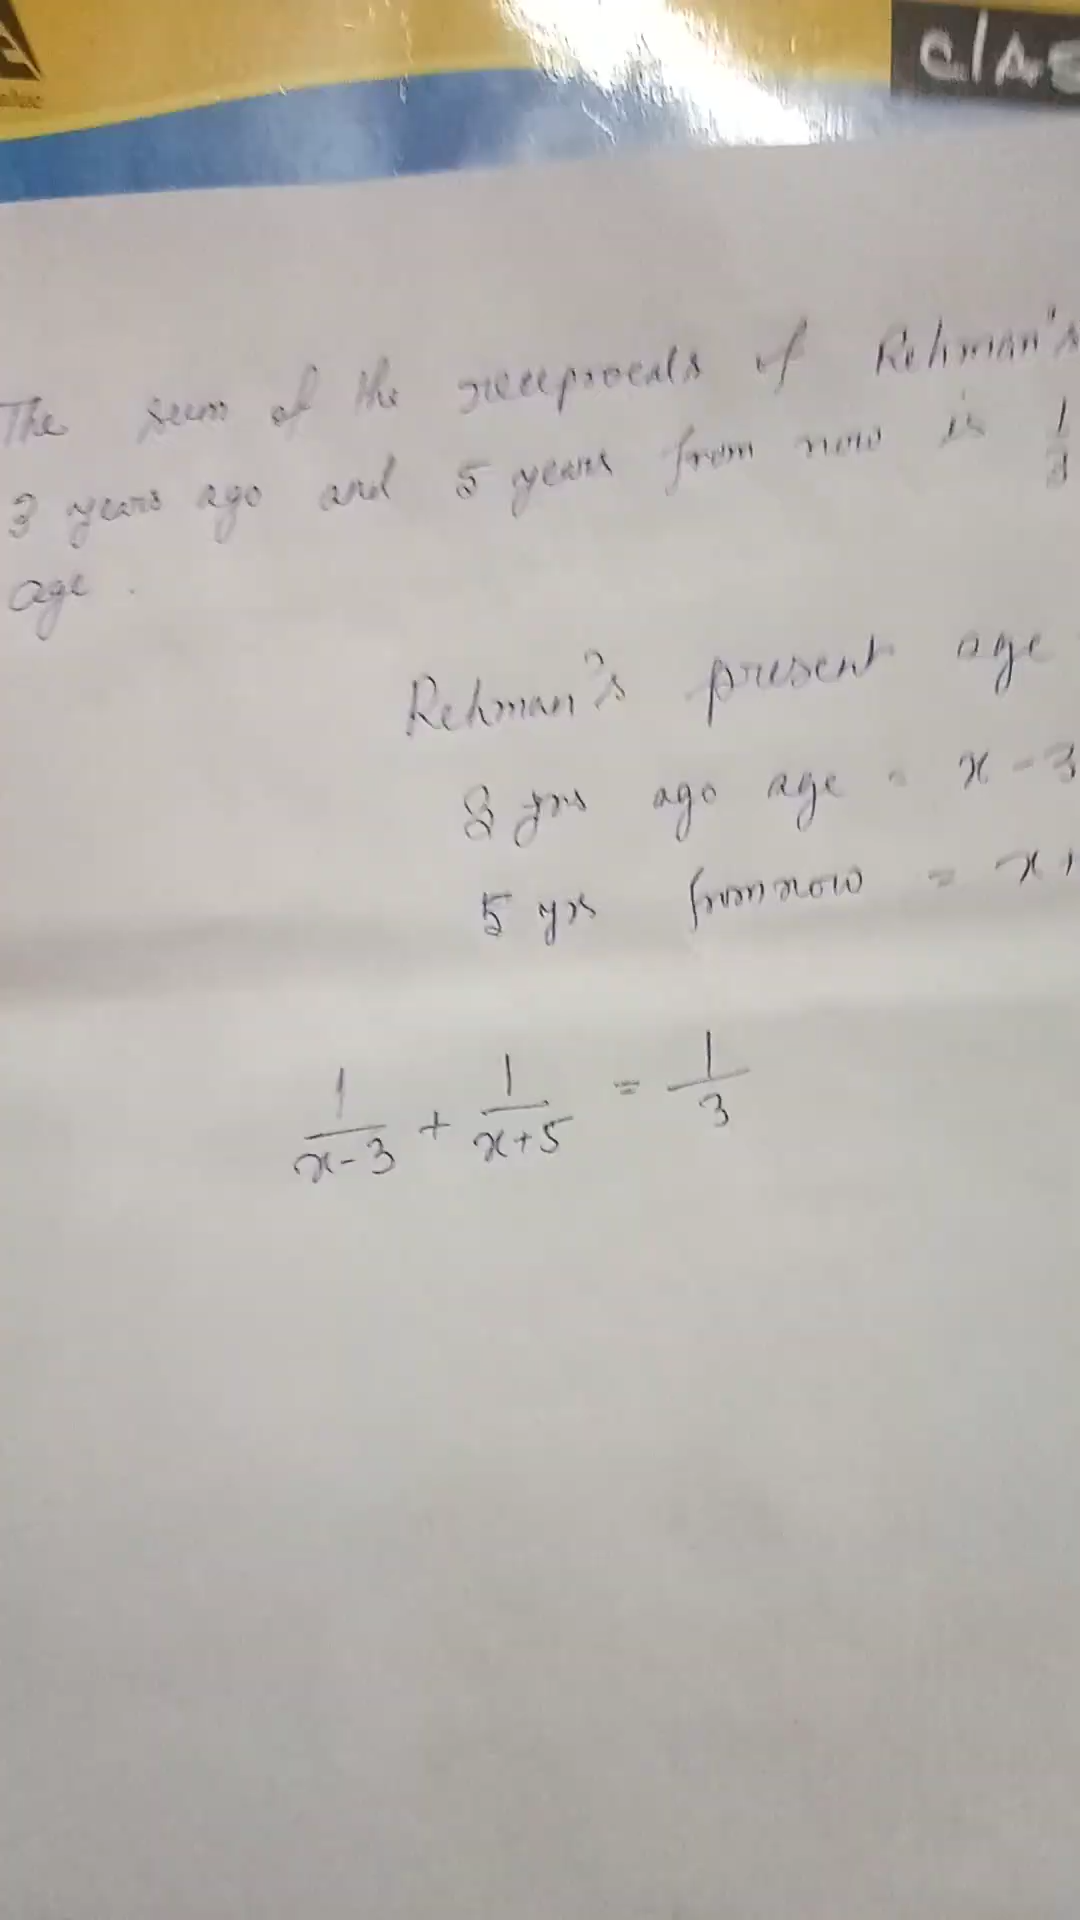 CLAS
The sum of the reciprocals of Rehman's
3 years ago and 5 years from now is 1/3
age.
Rehman's present age
3 yrs ago age = x - 3
5 yrs from now = x +
1/(x-3) + 1/(x+5) = 1/3